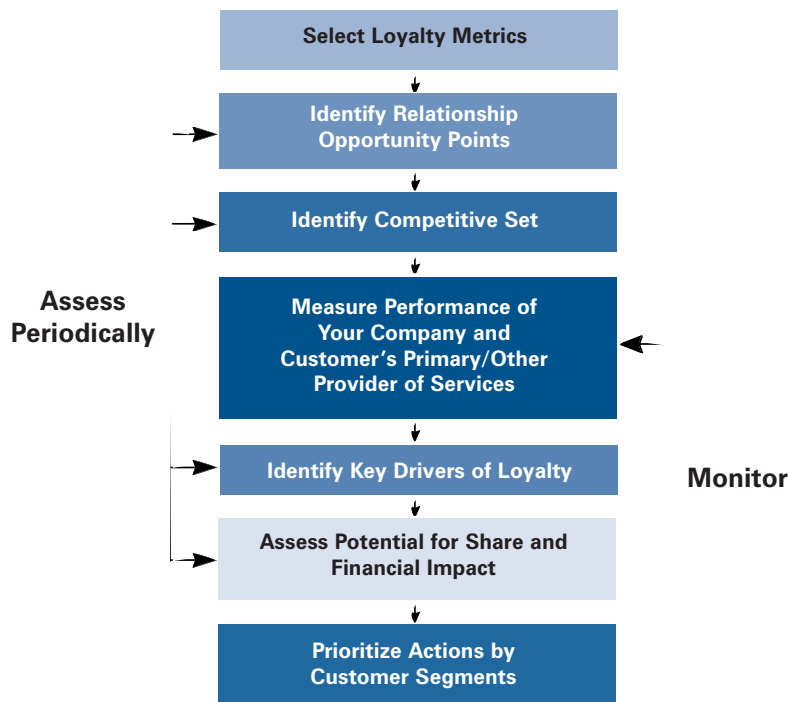 Select Loyalty Metrics
Identify Relationship
Opportunity Points
Identify Competitive Set
Assess
Periodically
Measure Performance of
Your Company and
Customer's Primary/Other
Provider of Services
Identify Key Drivers of Loyalty
Monitor
Assess Potential for Share and
Financial Impact
Prioritize Actions by
Customer Segments